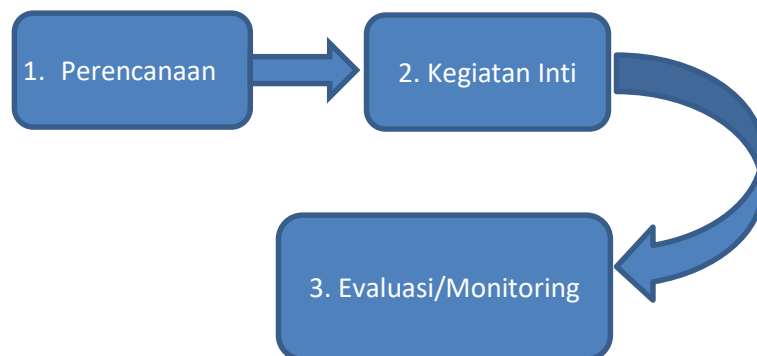 1. Perencanaan
2. Kegiatan Inti
3. Evaluasi/Monitoring